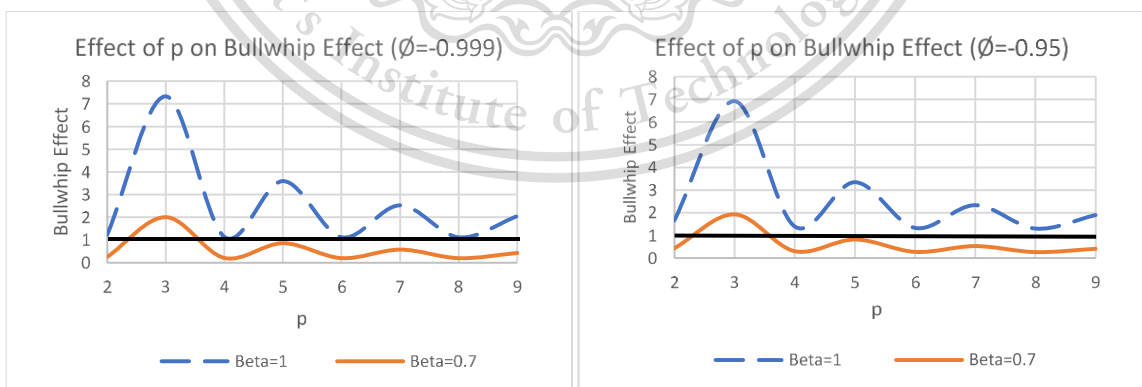 Effect of p on Bullwhip Effect (Ø=-0.999)
Bullwhip Effect
8
7
6
5
4
3
2
1
0
2 3 4 5 6 7 8 9
p
Beta=1 Beta=0.7
Effect of p on Bullwhip Effect (Ø=-0.95)
Bullwhip Effect
8
7
6
5
4
3
2
1
0
2 3 4 5 6 7 8 9
p
Beta=1 Beta=0.7
's Institute of Technolo